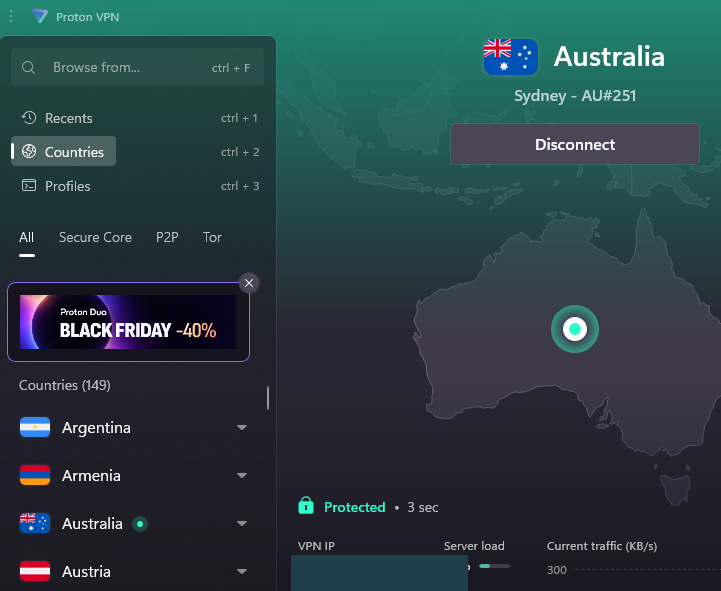 Proton VPN
Browse from...
ctrl + F
Recents
ctrl + 1
Countries
ctrl + 2
Profiles
ctrl + 3
All
Secure Core
P2P
Tor
Proton Duo
BLACK FRIDAY -40%
Countries (149)
Argentina
Armenia
Australia
Austria
Australia
Sydney - AU#251
Disconnect
Protected • 3 sec
VPN IP
Server load
Current traffic (KB/s)
300